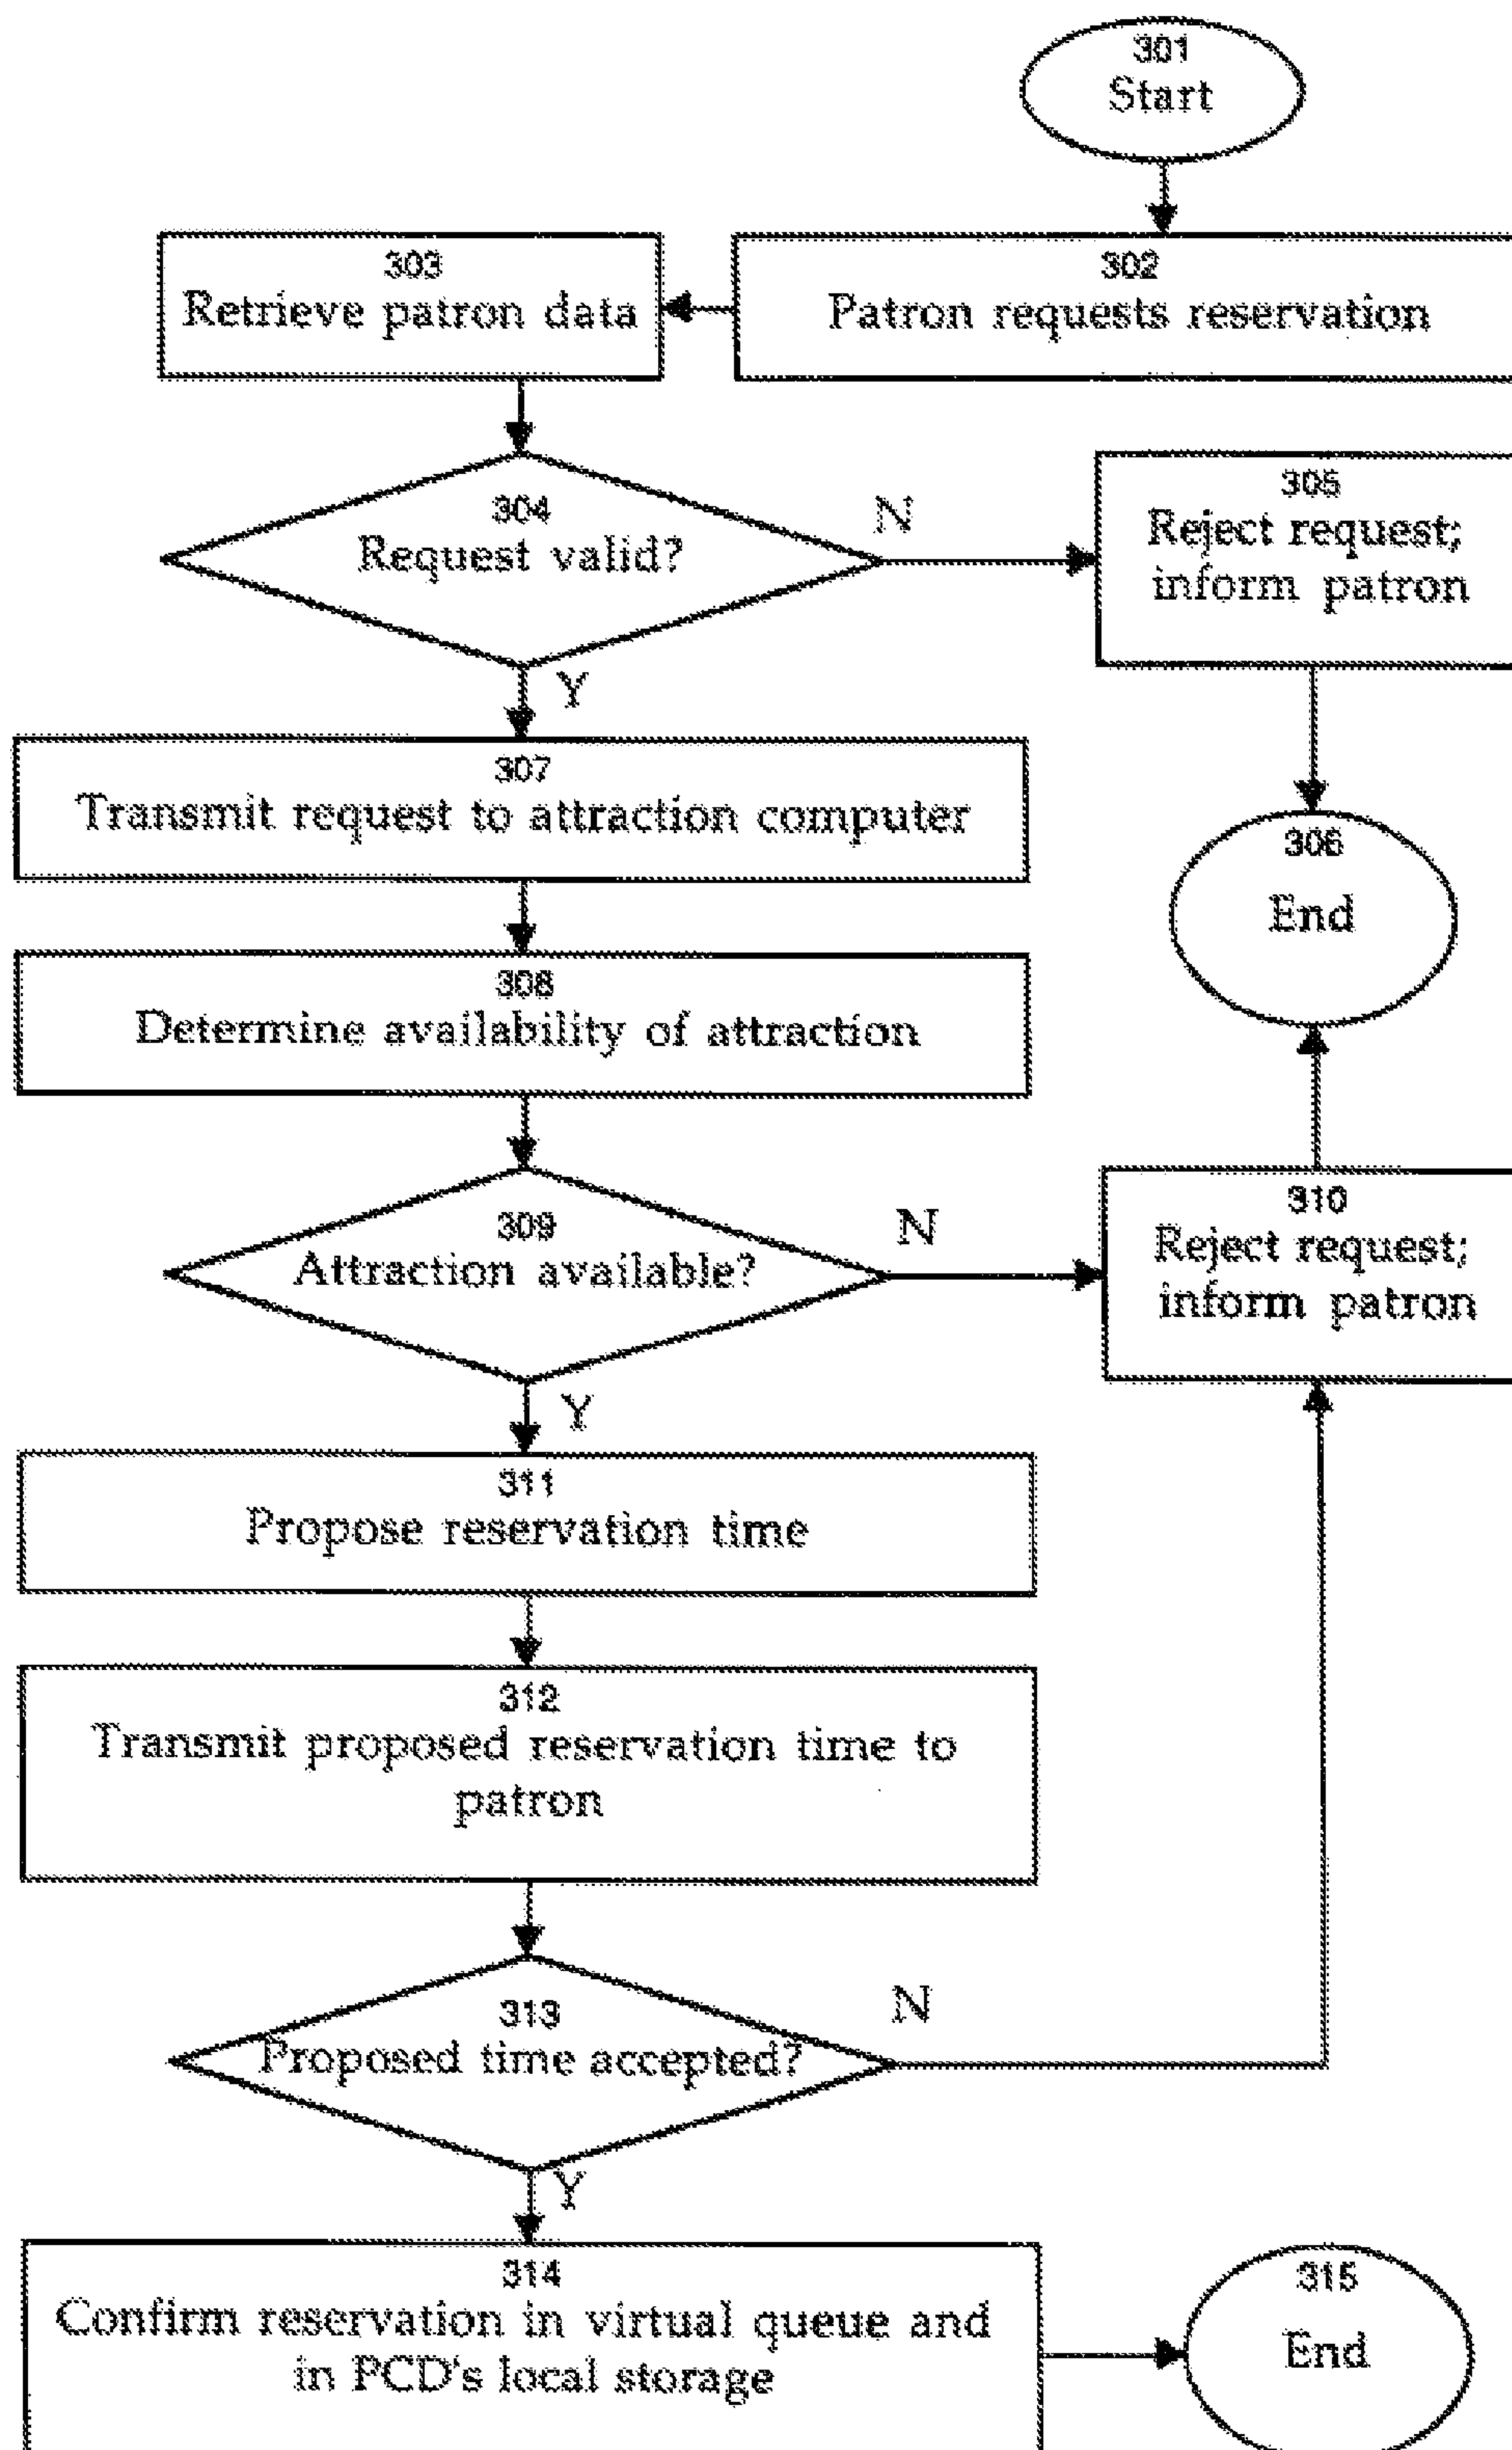 301
Start
303
Retrieve patron data
302
Patron requests reservation
304
Request valid?
N
305
Reject request;
inform patron
Y
307
Transmit request to attraction computer
306
End
308
Determine availability of attraction
309
Attraction available?
N
310
Reject request;
inform patron
Y
311
Propose reservation time
312
Transmit proposed reservation time to
patron
313
Proposed time accepted?
N
Y
314
Confirm reservation in virtual queue and
in PCD's local storage
315
End